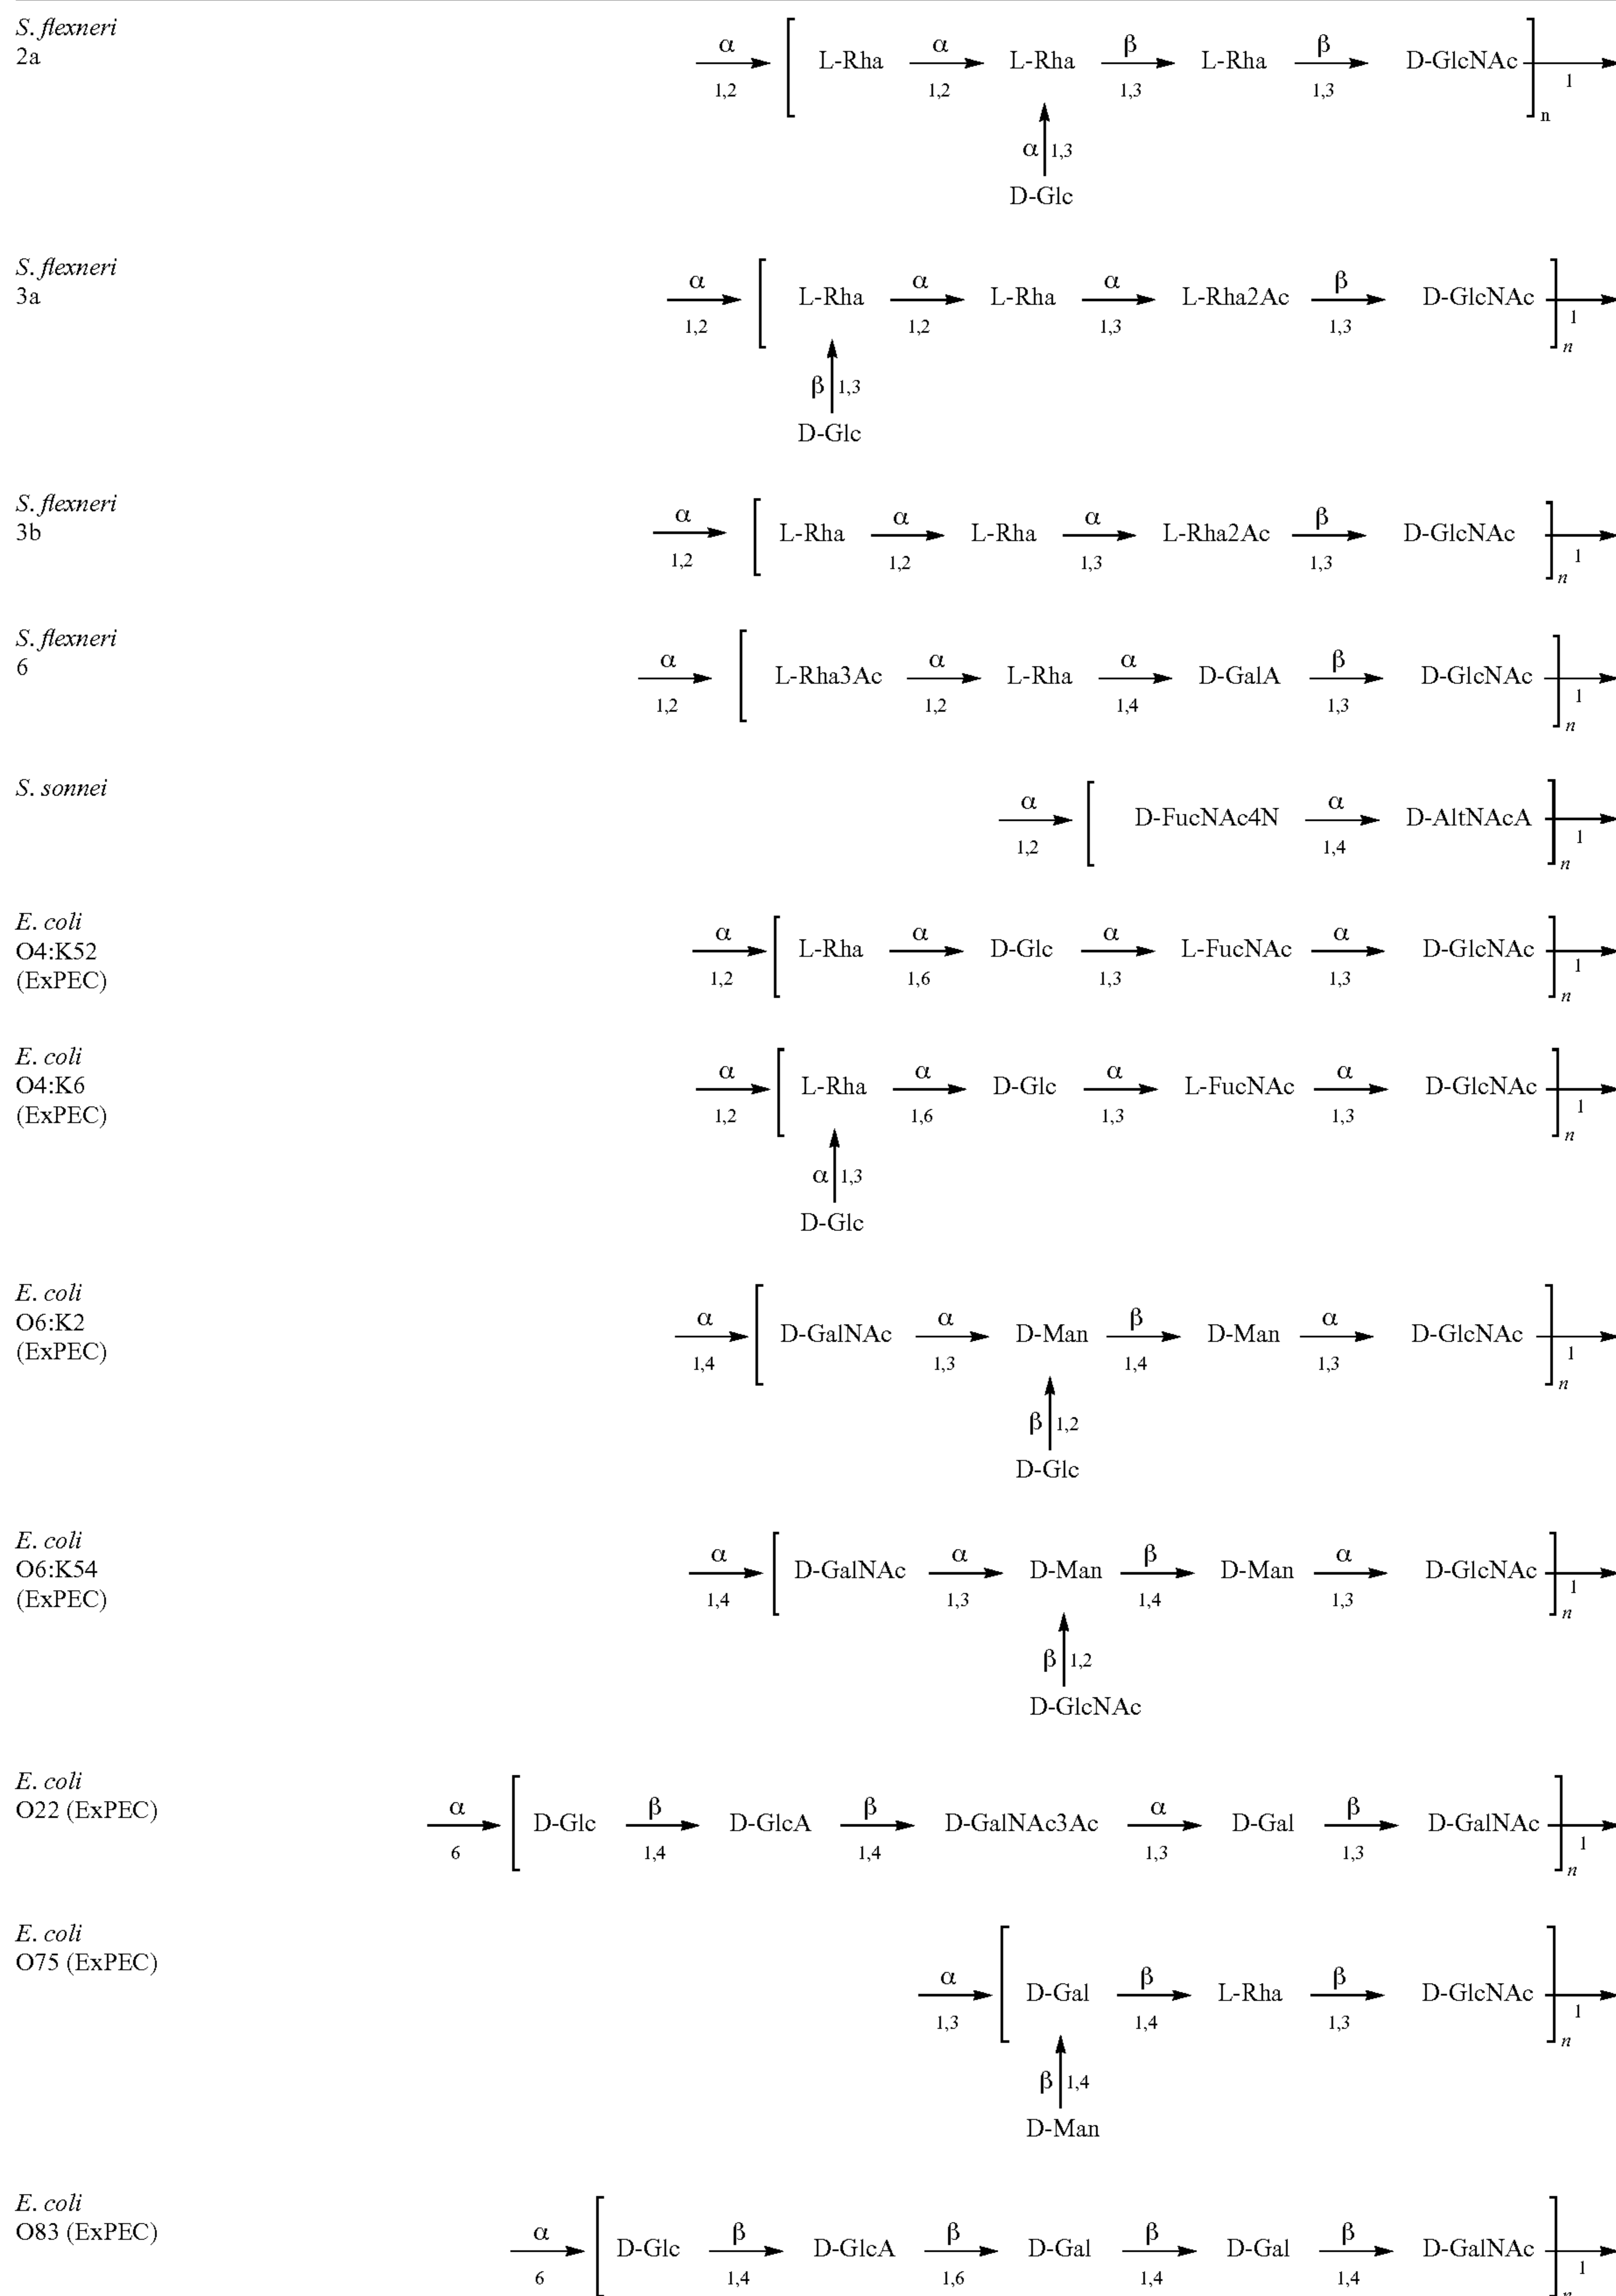 S. flexneri
2a
α α β β
L-Rha L-Rha L-Rha D-GlcNAc
1,2 1,2 1,3 1,3 1
n
α 1,3
D-Glc
S. flexneri
3a
α α α β
L-Rha L-Rha L-Rha2Ac D-GlcNAc
1,2 1,2 1,3 1,3 1
n
β 1,3
D-Glc
S. flexneri
3b
α α α β
L-Rha L-Rha L-Rha2Ac D-GlcNAc
1,2 1,2 1,3 1,3 1
n
S. flexneri
6
α α α β
L-Rha3Ac L-Rha D-GalA D-GlcNAc
1,2 1,2 1,4 1,3 1
n
S. sonnei
α α
D-FucNAc4N D-AltNAcA
1,2 1,4 1
n
E. coli
O4:K52
(ExPEC)
α α α α
L-Rha D-Glc L-FucNAc D-GlcNAc
1,2 1,6 1,3 1,3 1
n
E. coli
O4:K6
(ExPEC)
α α α α
L-Rha D-Glc L-FucNAc D-GlcNAc
1,2 1,6 1,3 1,3 1
n
α 1,3
D-Glc
E. coli
O6:K2
(ExPEC)
α α β α
D-GalNAc D-Man D-Man D-GlcNAc
1,4 1,3 1,4 1,3 1
n
β 1,2
D-Glc
E. coli
O6:K54
(ExPEC)
α α β α
D-GalNAc D-Man D-Man D-GlcNAc
1,4 1,3 1,4 1,3 1
n
β 1,2
D-GlcNAc
E. coli
O22 (ExPEC)
α β β α β
D-Glc D-GlcA D-GalNAc3Ac D-Gal D-GalNAc
6 1,4 1,4 1,3 1,3 1
n
E. coli
O75 (ExPEC)
α β β
D-Gal L-Rha D-GlcNAc
1,3 1,4 1,3 1
n
β 1,4
D-Man
E. coli
O83 (ExPEC)
α β β β β
D-Glc D-GlcA D-Gal D-Gal D-GalNAc
6 1,4 1,6 1,4 1,4 1
n